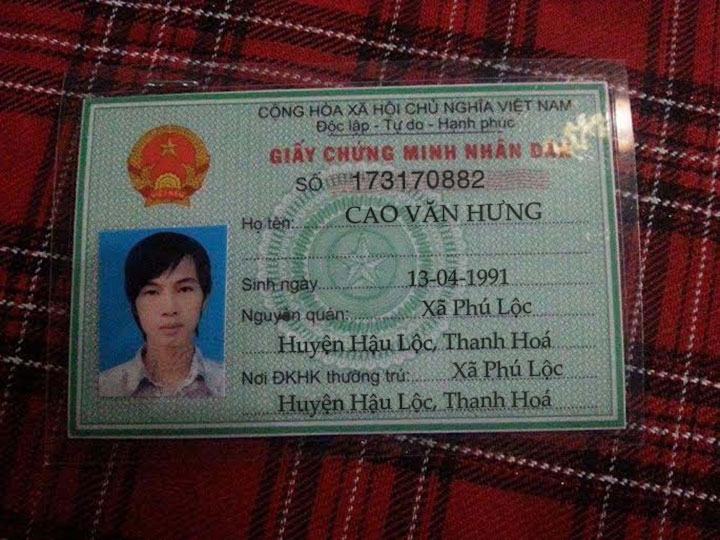 CỘNG HÒA XÃ HỘI CHỦ NGHĨA VIỆT NAM
Độc lập - Tự do - Hạnh phúc
GIẤY CHỨNG MINH NHÂN DÂN
SỐ 173170882
Họ tên: CAO VĂN HƯNG
Sinh ngày 13-04-1991
Nguyên quán: Xã Phú Lộc
Huyện Hậu Lộc, Thanh Hoá
Nơi ĐKHK thường trú: Xã Phú Lộc
Huyện Hậu Lộc, Thanh Hoá